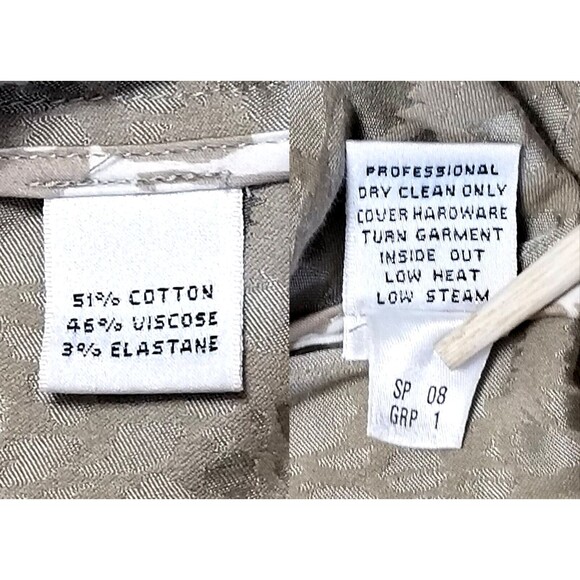 51% COTTON
46% VISCOSE
3% ELASTANE
PROFESSIONAL
DRY CLEAN ONLY
COVER HARDWARE
TURN GARMENT
INSIDE OUT
LOW HEAT
LOW STEAM
SP 08
GRP 1